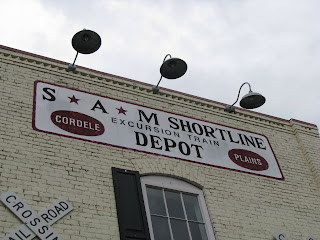 S★A★M SHORTLINE
EXCURSION TRAIN
DEPOT
CORDELE
PLAINS
RAILROAD
CROSSING